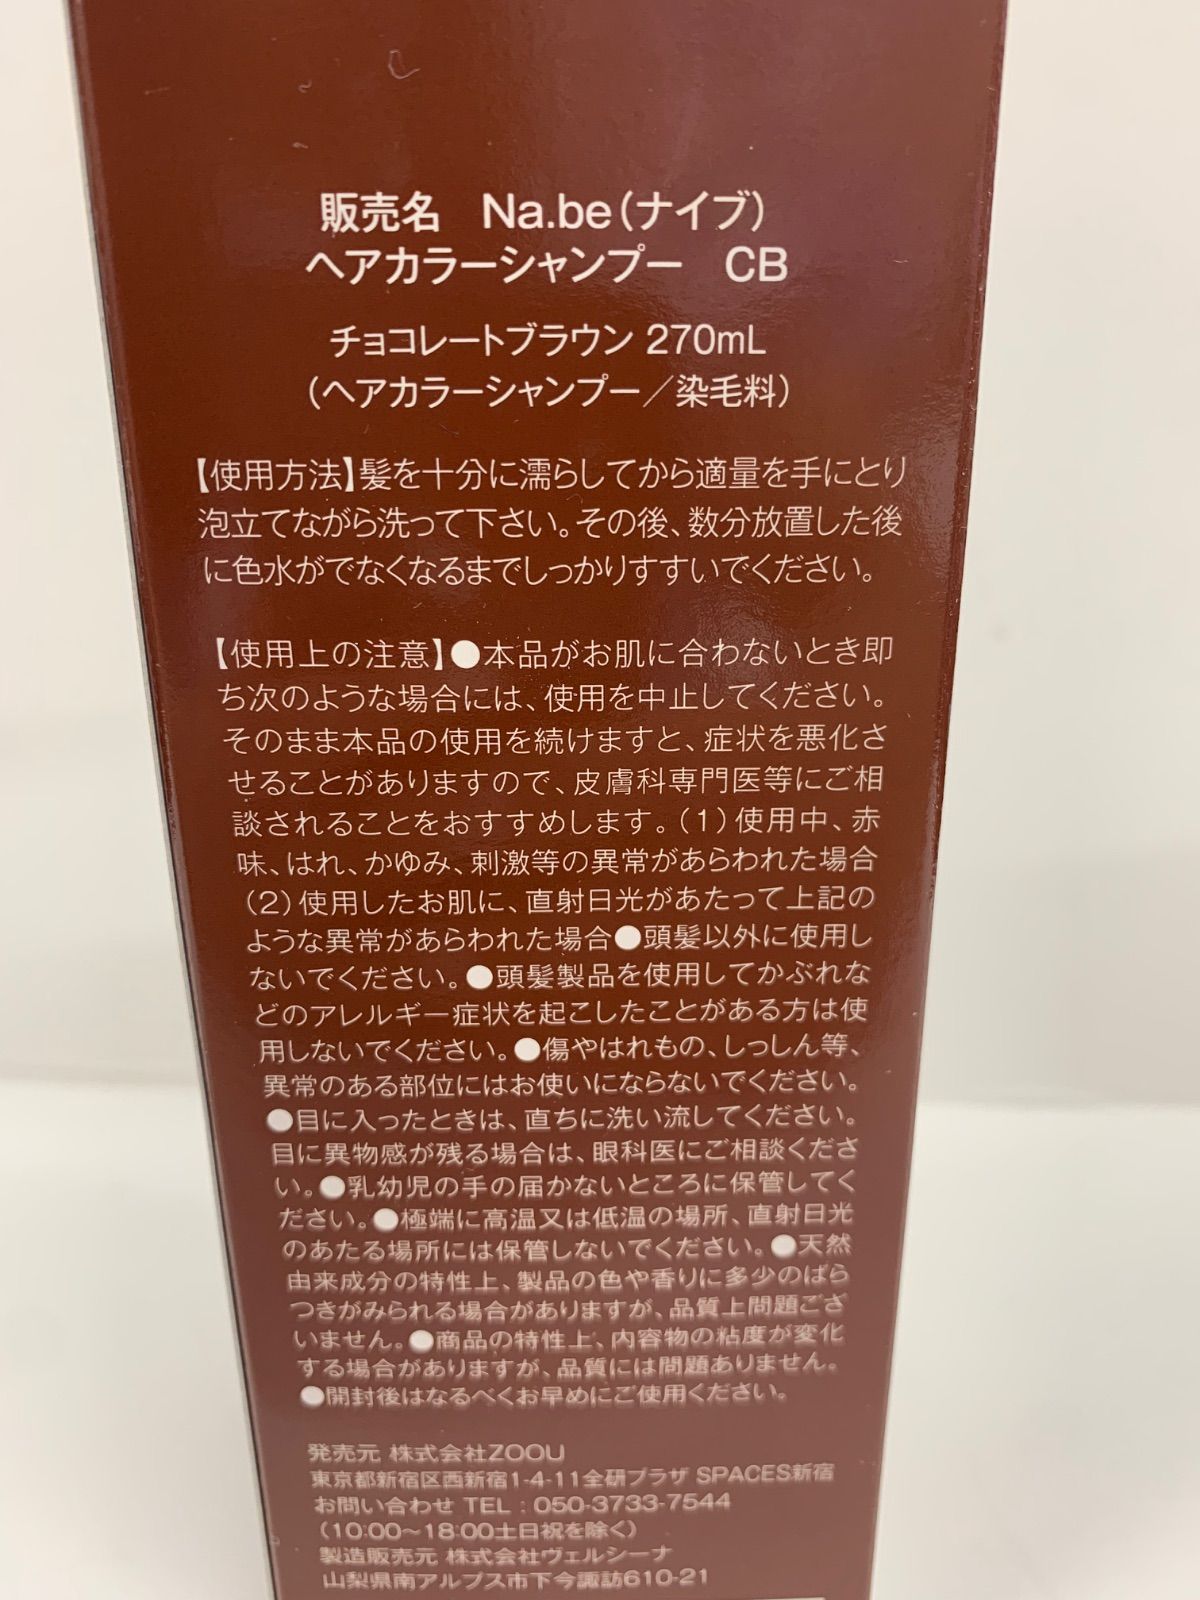 販売名　Na.be（ナイブ）
ヘアカラーシャンプー　CB
チョコレートブラウン 270mL
（ヘアカラーシャンプー／染毛料）
【使用方法】髪を十分に濡らしてから適量を手にとり
泡立てながら洗って下さい。その後、数分放置した後
に色水がでなくなるまでしっかりすすいでください。
【使用上の注意】●本品がお肌に合わないとき即
ち次のような場合には、使用を中止してください。
そのまま本品の使用を続けますと、症状を悪化さ
せることがありますので、皮膚科専門医等にご相
談されることをおすすめします。（1）使用中、赤
味、はれ、かゆみ、刺激等の異常があらわれた場合
（2）使用したお肌に、直射日光があたって上記の
ような異常があらわれた場合●頭髪以外に使用し
ないでください。●頭髪製品を使用してかぶれな
どのアレルギー症状を起こしたことがある方は使
用しないでください。●傷やはれもの、しっしん等、
異常のある部位にはお使いにならないでください。
●目に入ったときは、直ちに洗い流してください。
目に異物感が残る場合は、眼科医にご相談くださ
い。●乳幼児の手の届かないところに保管してく
ださい。●極端に高温又は低温の場所、直射日光
のあたる場所には保管しないでください。●天然
由来成分の特性上、製品の色や香りに多少のばら
つきがみられる場合がありますが、品質上問題ござ
いません。●商品の特性上、内容物の粘度が変化
する場合がありますが、品質には問題ありません。
●開封後はなるべくお早めにご使用ください。
発売元 株式会社ZOOU
東京都新宿区西新宿1-4-11全研プラザ SPACES新宿
お問い合わせ TEL : 050-3733-7544
（10:00～18:00土日祝を除く）
製造販売元 株式会社ヴェルシーナ
山梨県南アルプス市下今諏訪610-21